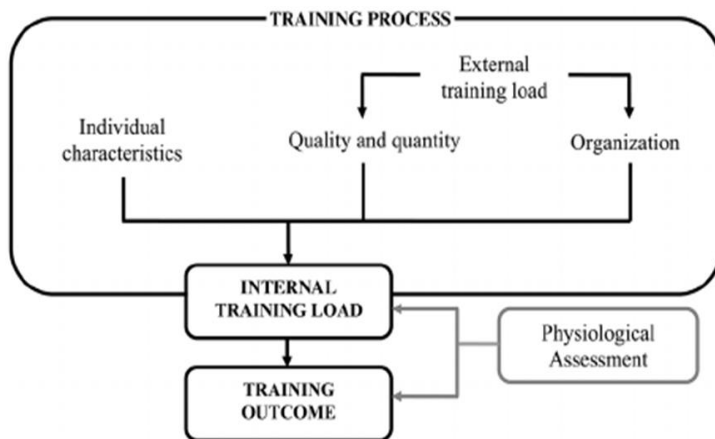 TRAINING PROCESS
External
training load
Individual
characteristics
Quality and quantity
Organization
INTERNAL
TRAINING LOAD
Physiological
Assessment
TRAINING
OUTCOME